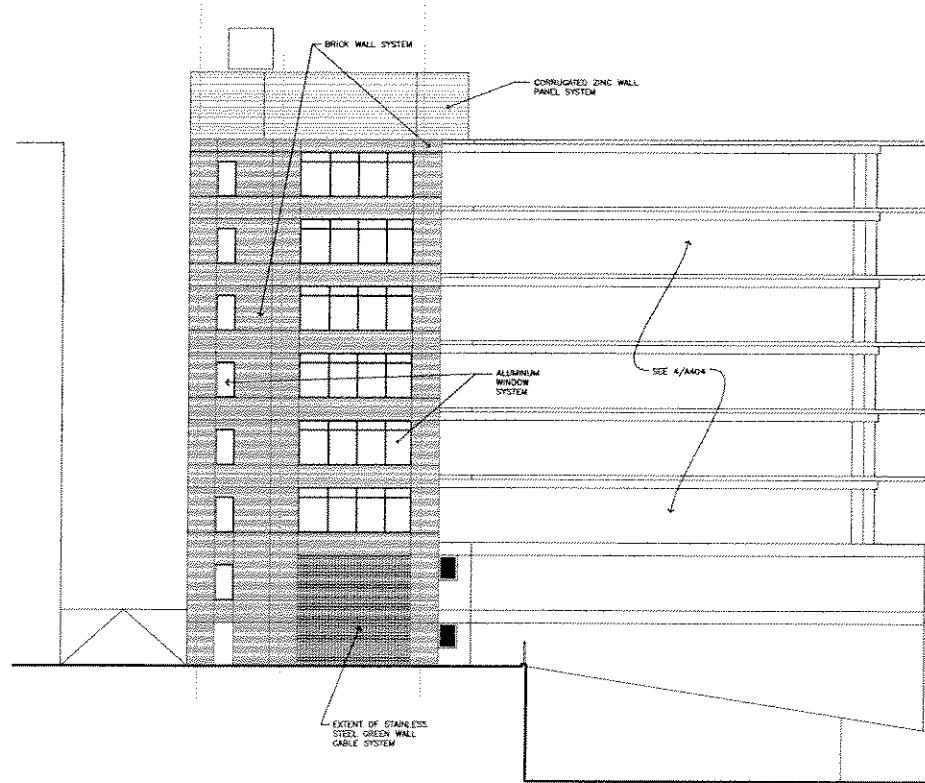 BRICK WALL SYSTEM
CORRUGATED ZINC WALL
PANEL SYSTEM
ALUMINUM
WINDOW
SYSTEM
SEE 4/A404
EXTENT OF STAINLESS
STEEL GREEN WALL
CABLE SYSTEM